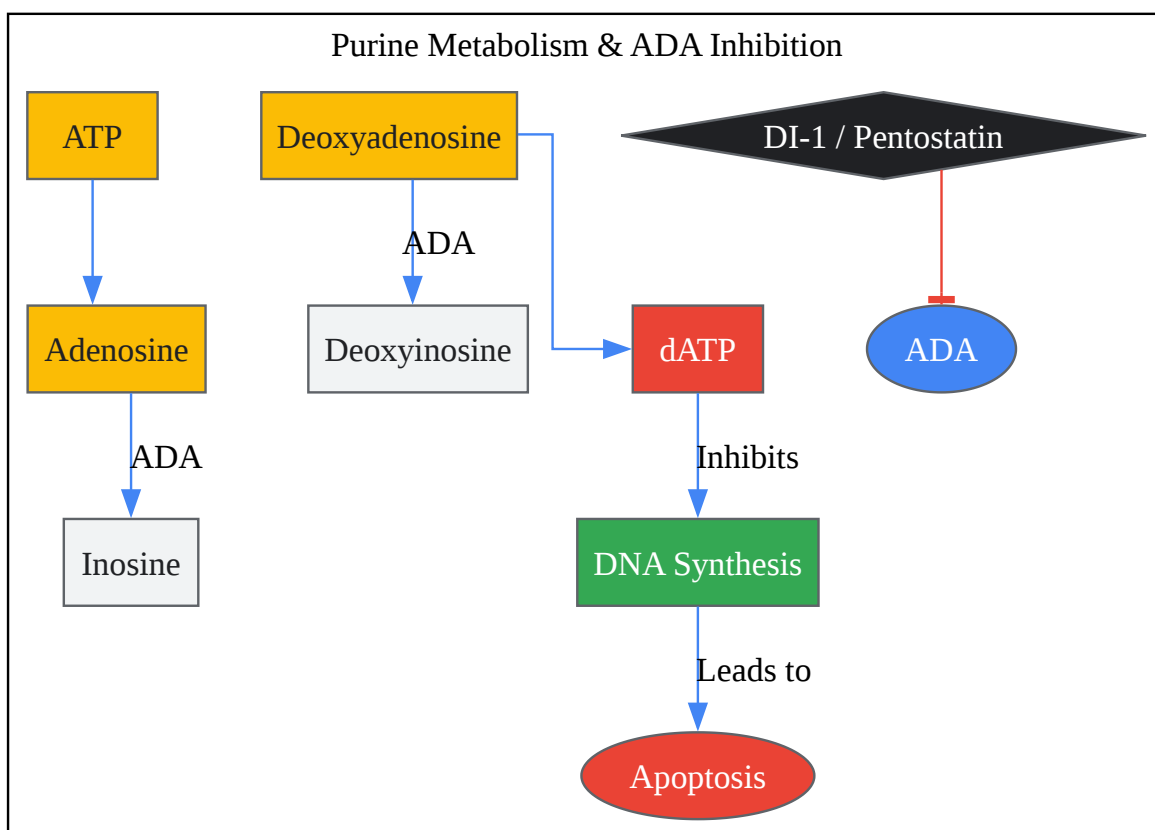 Purine Metabolism & ADA Inhibition
ATP
Deoxyadenosine
DI-1 / Pentostatin
ADA
Adenosine
Deoxyinosine
dATP
ADA
ADA
Inhibits
Inosine
DNA Synthesis
Leads to
Apoptosis